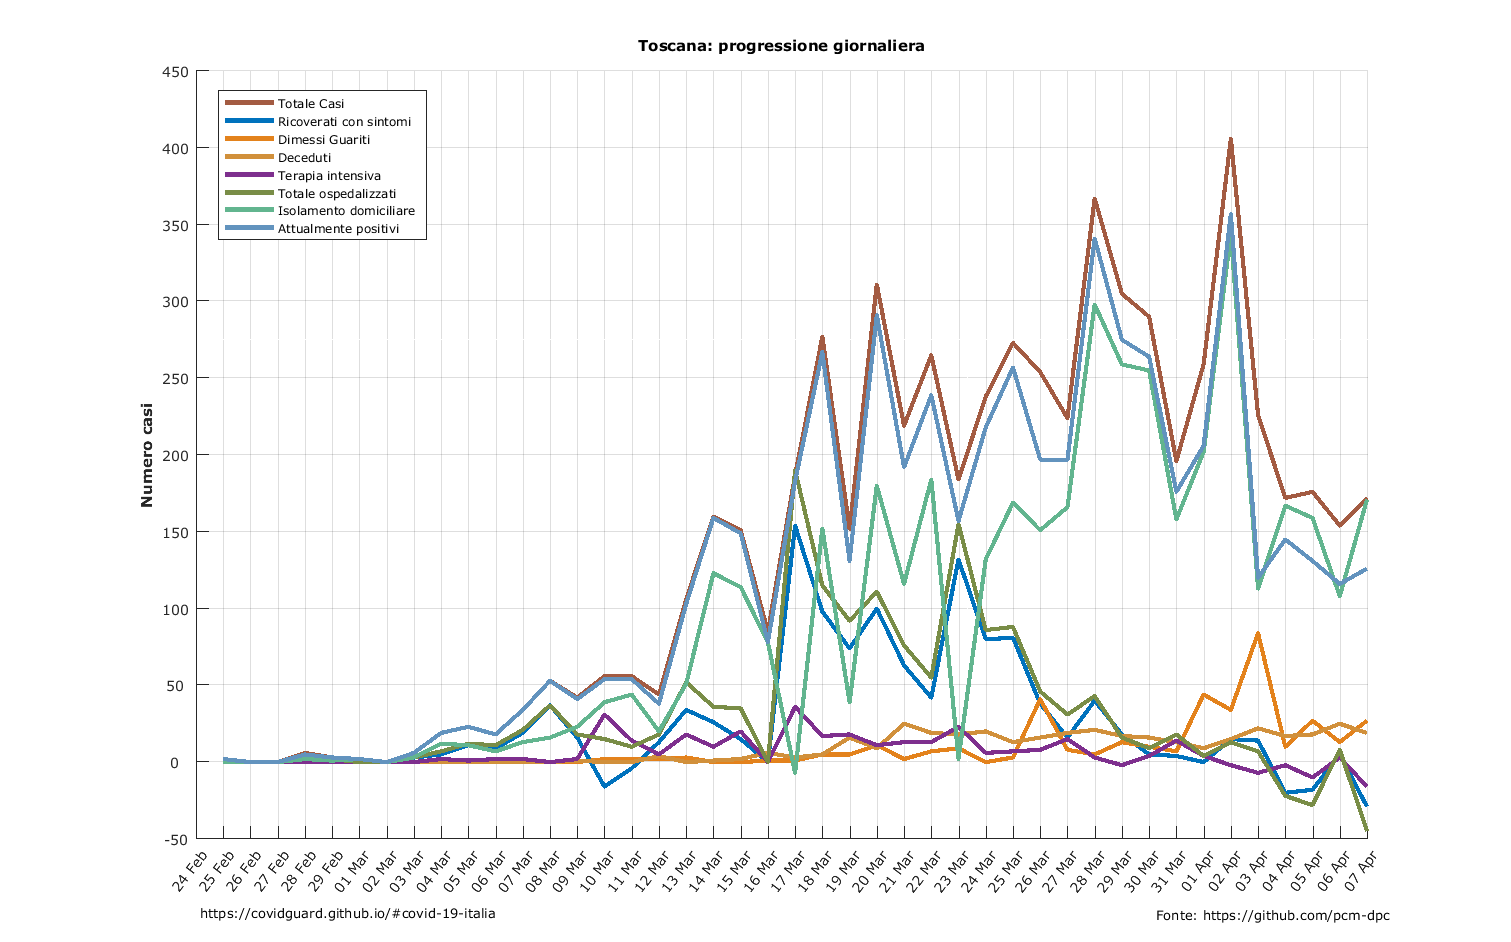 Toscana: progressione giornaliera
Totale Casi
Ricoverati con sintomi
Dimessi Guariti
Deceduti
Terapia intensiva
Totale ospedalizzati
Isolamento domiciliare
Attualmente positivi
Numero casi
450
400
350
300
250
200
150
100
50
0
-50
24 Feb
25 Feb
26 Feb
27 Feb
28 Feb
29 Feb
01 Mar
02 Mar
03 Mar
04 Mar
05 Mar
06 Mar
07 Mar
08 Mar
09 Mar
10 Mar
11 Mar
12 Mar
13 Mar
14 Mar
15 Mar
16 Mar
17 Mar
18 Mar
19 Mar
20 Mar
21 Mar
22 Mar
23 Mar
24 Mar
25 Mar
26 Mar
27 Mar
28 Mar
29 Mar
30 Mar
31 Mar
01 Apr
02 Apr
03 Apr
04 Apr
05 Apr
06 Apr
07 Apr
https://covidguard.github.io/#covid-19-italia
Fonte: https://github.com/pcm-dpc